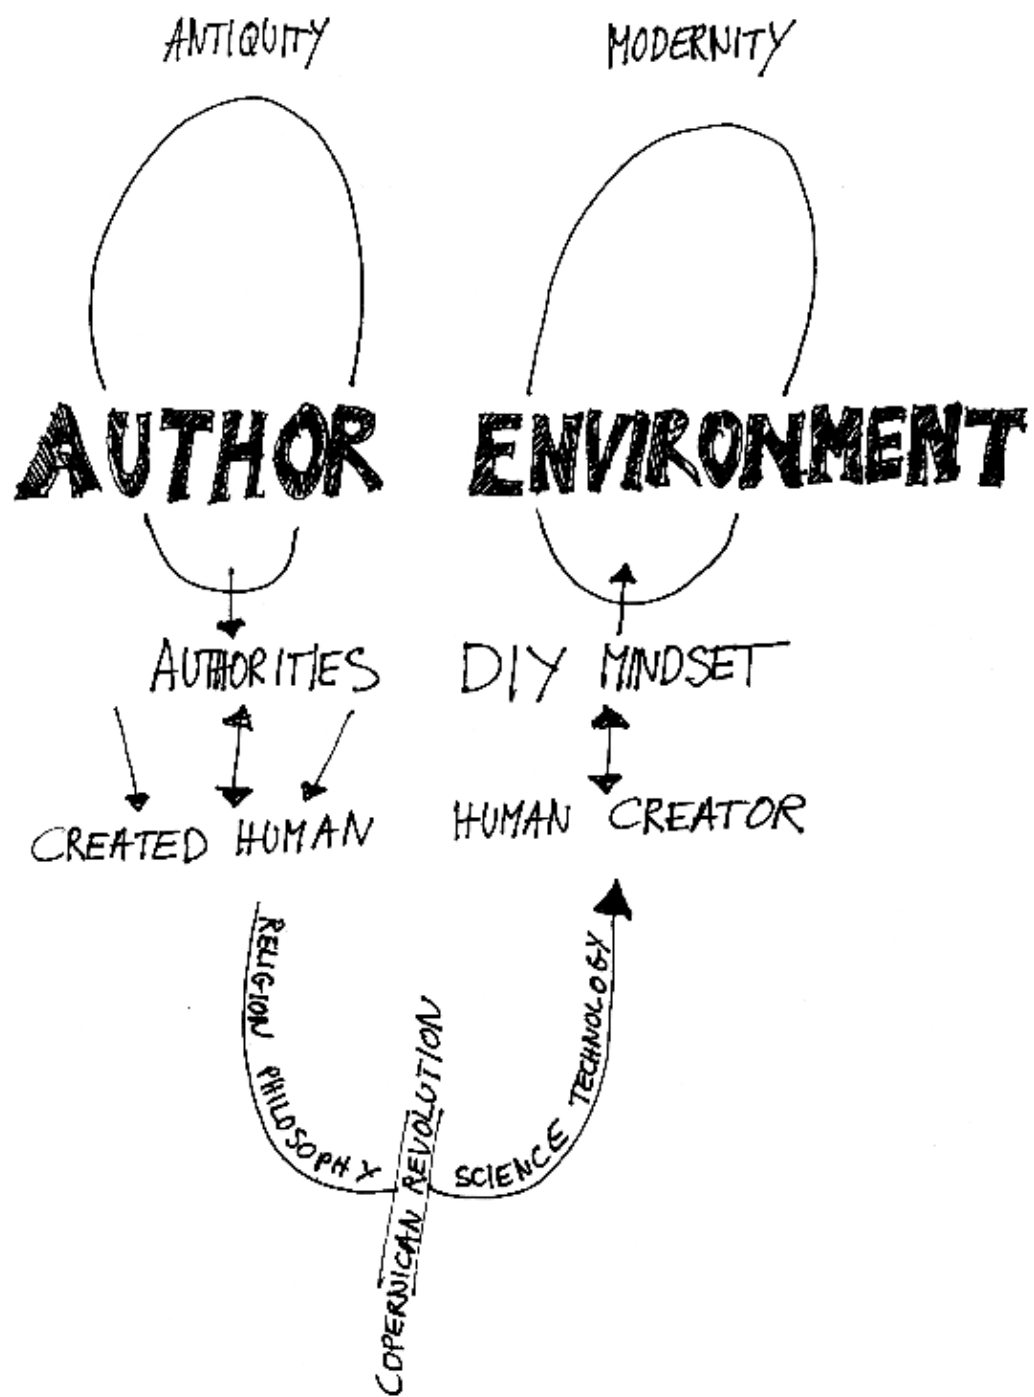 ANTIQUITY
MODERNITY
AUTHOR
ENVIRONMENT
AUTHORITIES
DIY MINDSET
CREATED HUMAN
HUMAN CREATOR
RELIGION PHILOSOPHY
COPERNICAN REVOLUTION
SCIENCE TECHNOLOGY